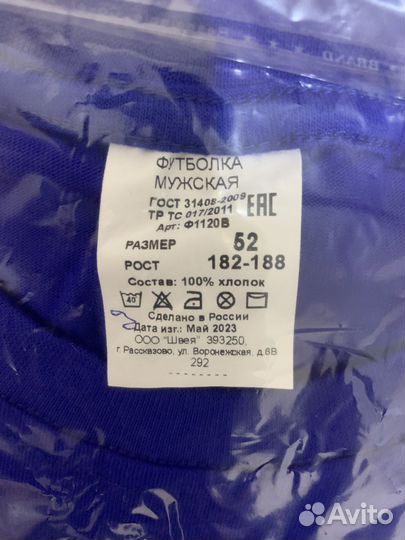 BRAND
ФУТБОЛКА
МУЖСКАЯ
ГОСТ 31408-2009
ТР ТС 017/2011
EAC
Арт: Ф1120В
РАЗМЕР 52
РОСТ 182-188
Состав: 100% хлопок
40
Сделано в России
Дата изг.: Май 2023
ООО "Швея" 393250,
г. Рассказово, ул. Воронежская, д.6В
292
Avito